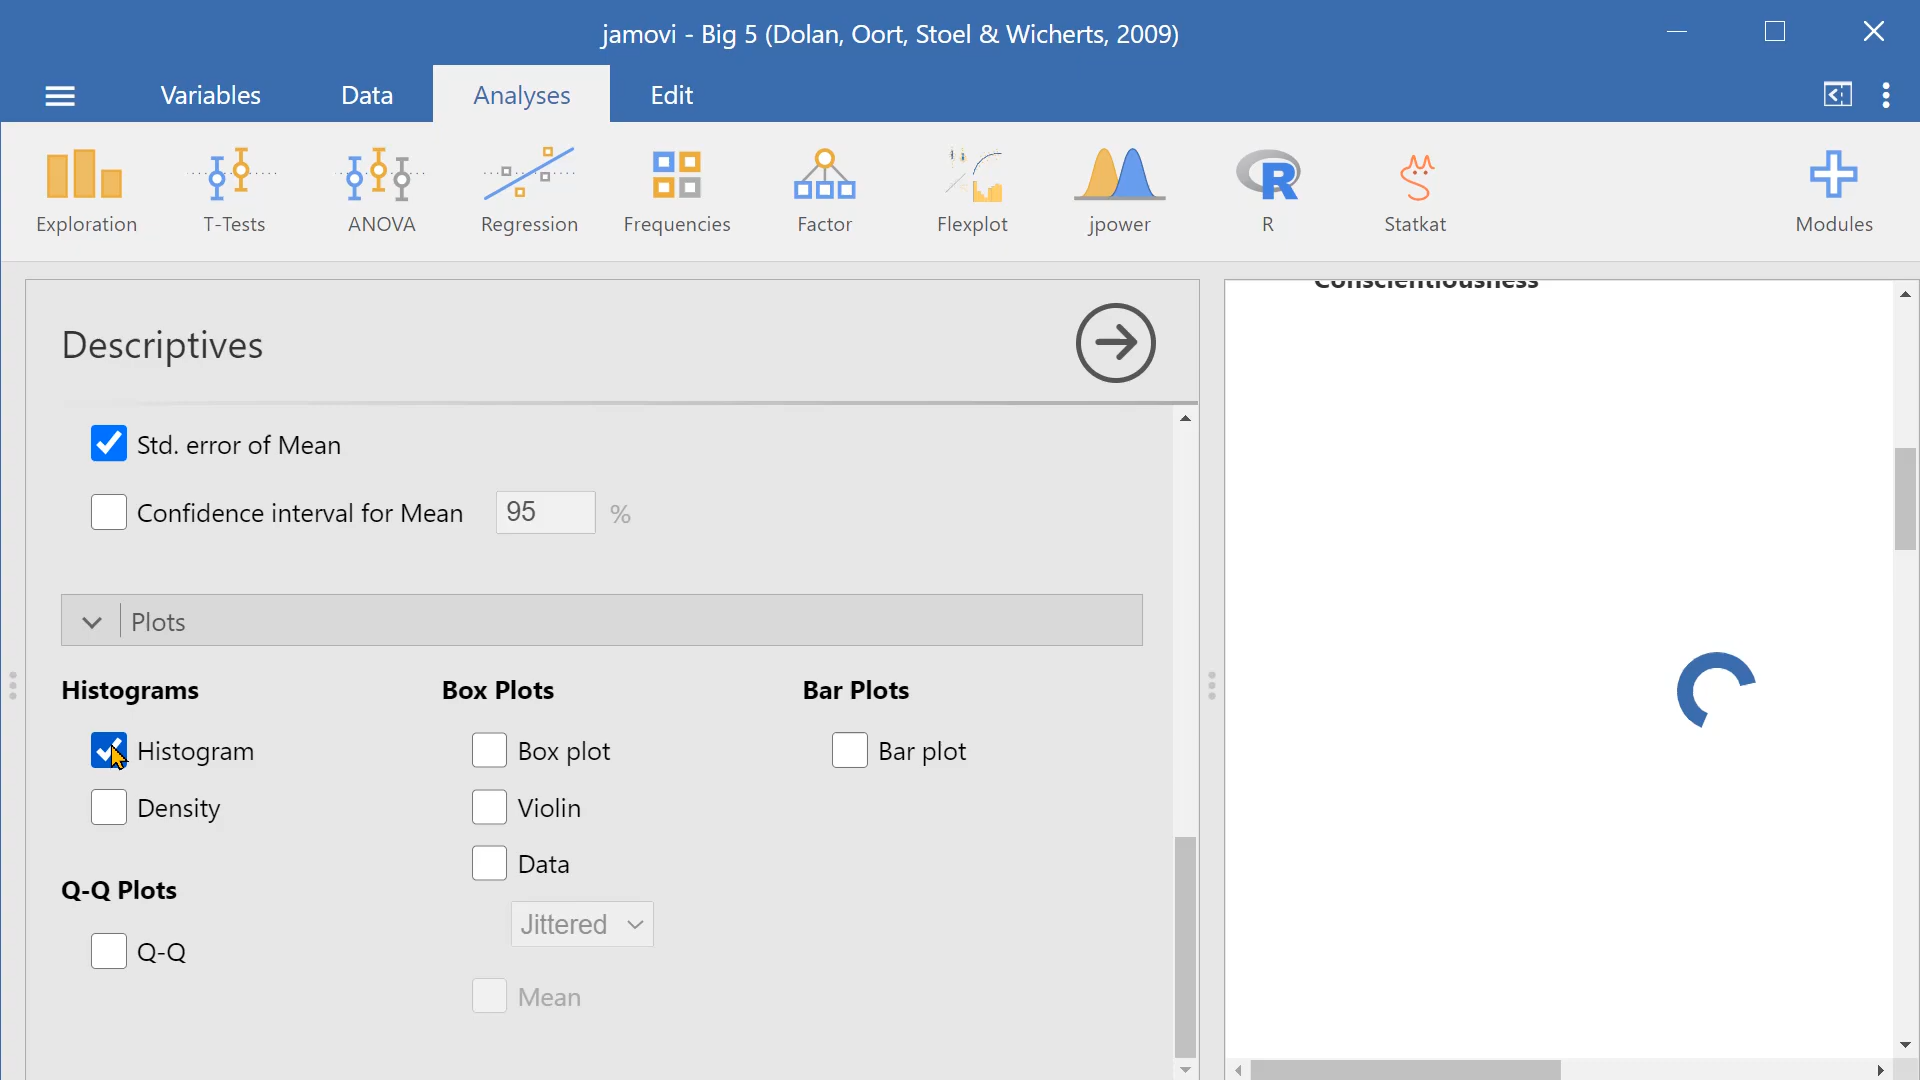 jamovi - Big 5 (Dolan, Oort, Stoel & Wicherts, 2009)
Variables
Data
Analyses
Edit
Exploration
T-Tests
ANOVA
Regression
Frequencies
Factor
Flexplot
jpower
R
Statkat
Modules
Descriptives
Conscientiousness
Std. error of Mean
Confidence interval for Mean 95 %
Plots
Histograms
Box Plots
Bar Plots
Histogram
Box plot
Bar plot
Density
Violin
Data
Q-Q Plots
Jittered
Q-Q
Mean